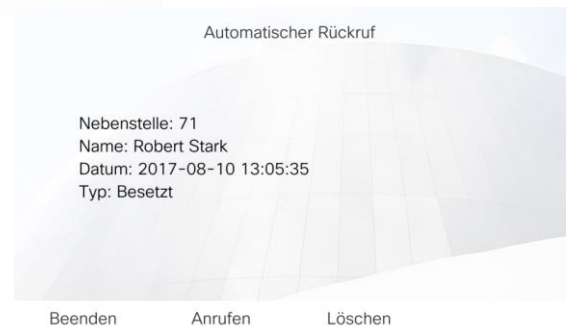 Automatischer Rückruf
Nebenstelle: 71
Name: Robert Stark
Datum: 2017-08-10 13:05:35
Typ: Besetzt
Beenden Anrufen Löschen